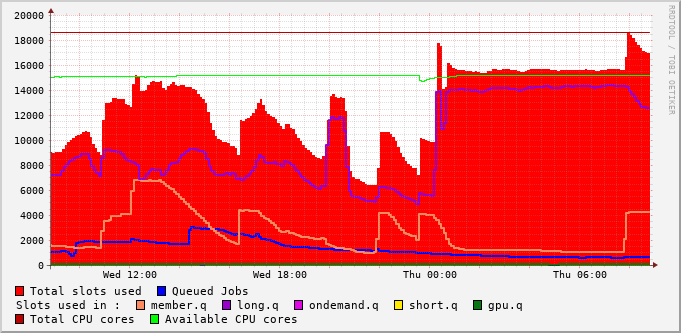 RRDTOOL / TOBI OETIKER
20000
18000
16000
14000
12000
10000
8000
6000
4000
2000
0
Wed 12:00 Wed 18:00 Thu 00:00 Thu 06:00
Total slots used Queued Jobs
Slots used in : member.q long.q ondemand.q short.q gpu.q
Total CPU cores Available CPU cores